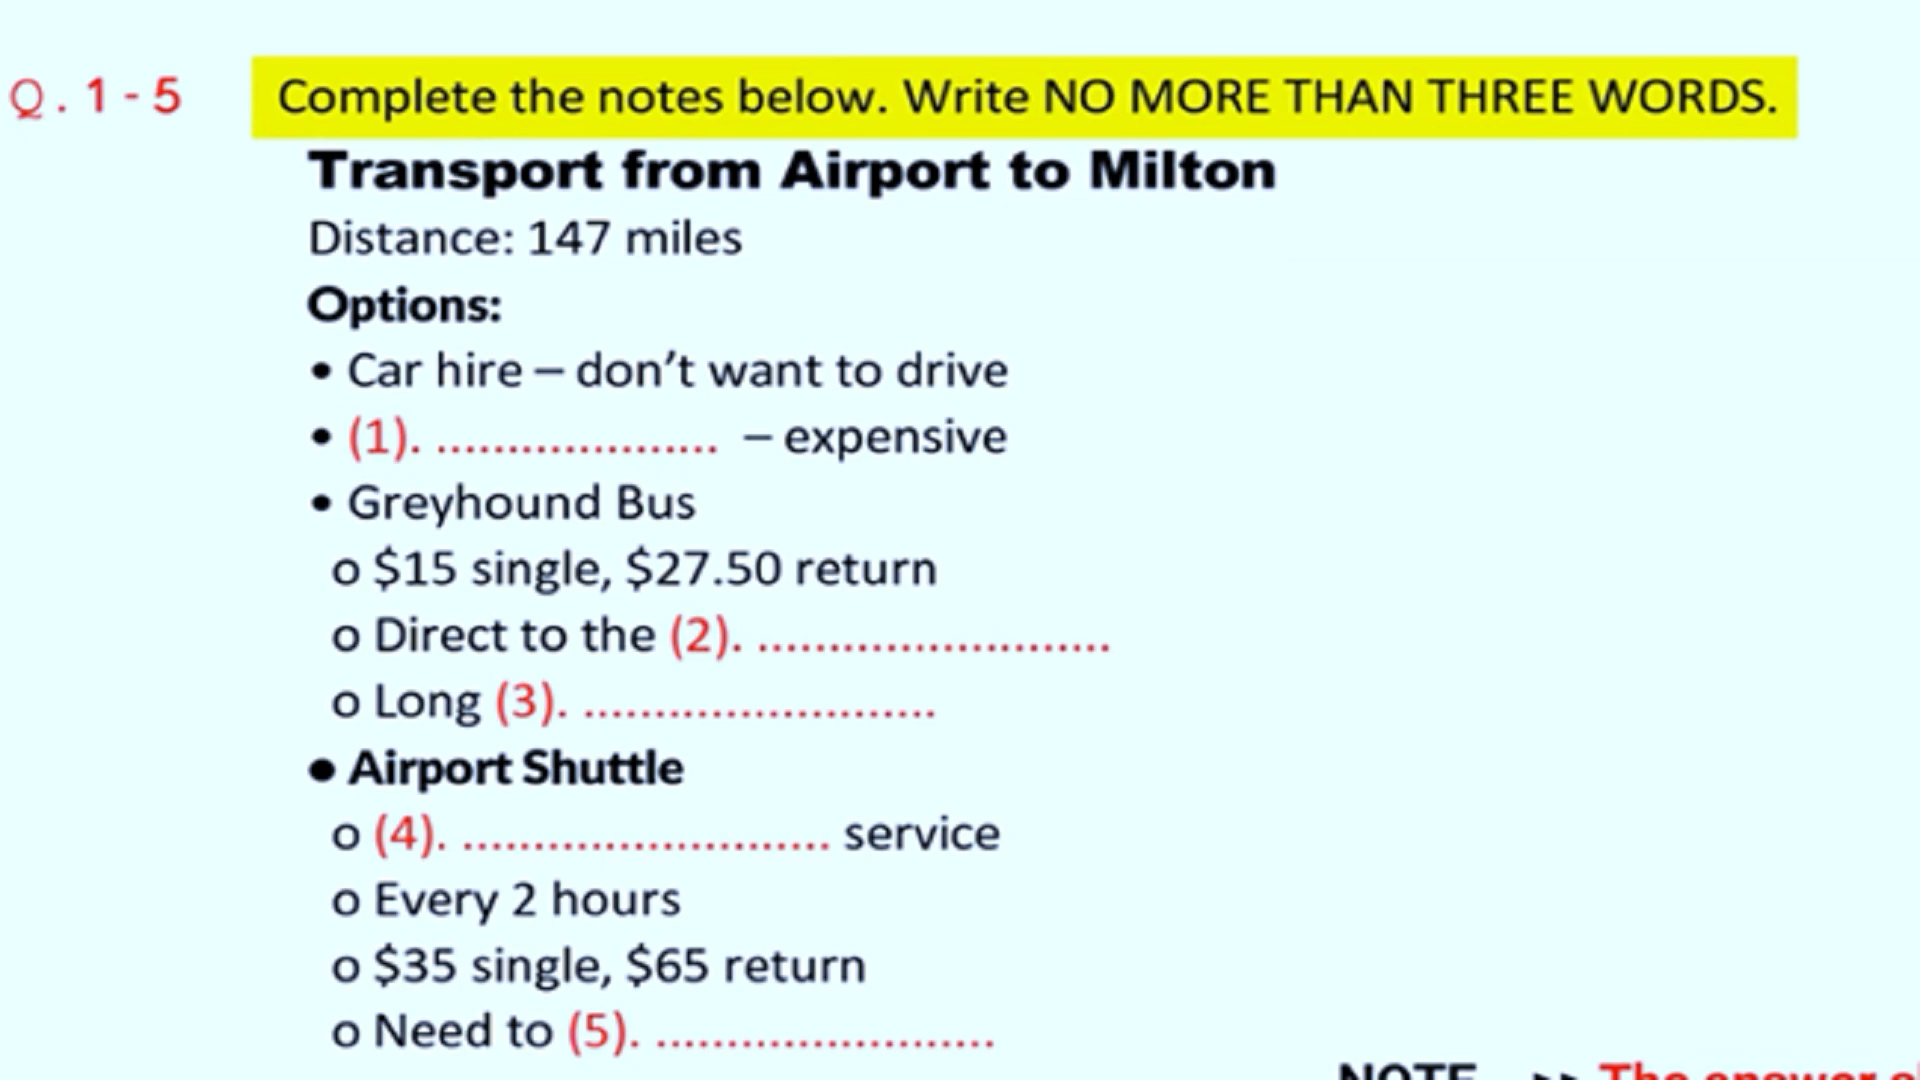 Q. 1 - 5 Complete the notes below. Write NO MORE THAN THREE WORDS.
Transport from Airport to Milton
Distance: 147 miles
Options:
• Car hire – don’t want to drive
• (1). .................... – expensive
• Greyhound Bus
o $15 single, $27.50 return
o Direct to the (2). .........................
o Long (3). .........................
• Airport Shuttle
o (4). .......................... service
o Every 2 hours
o $35 single, $65 return
o Need to (5). ........................
NOTE >> The answer